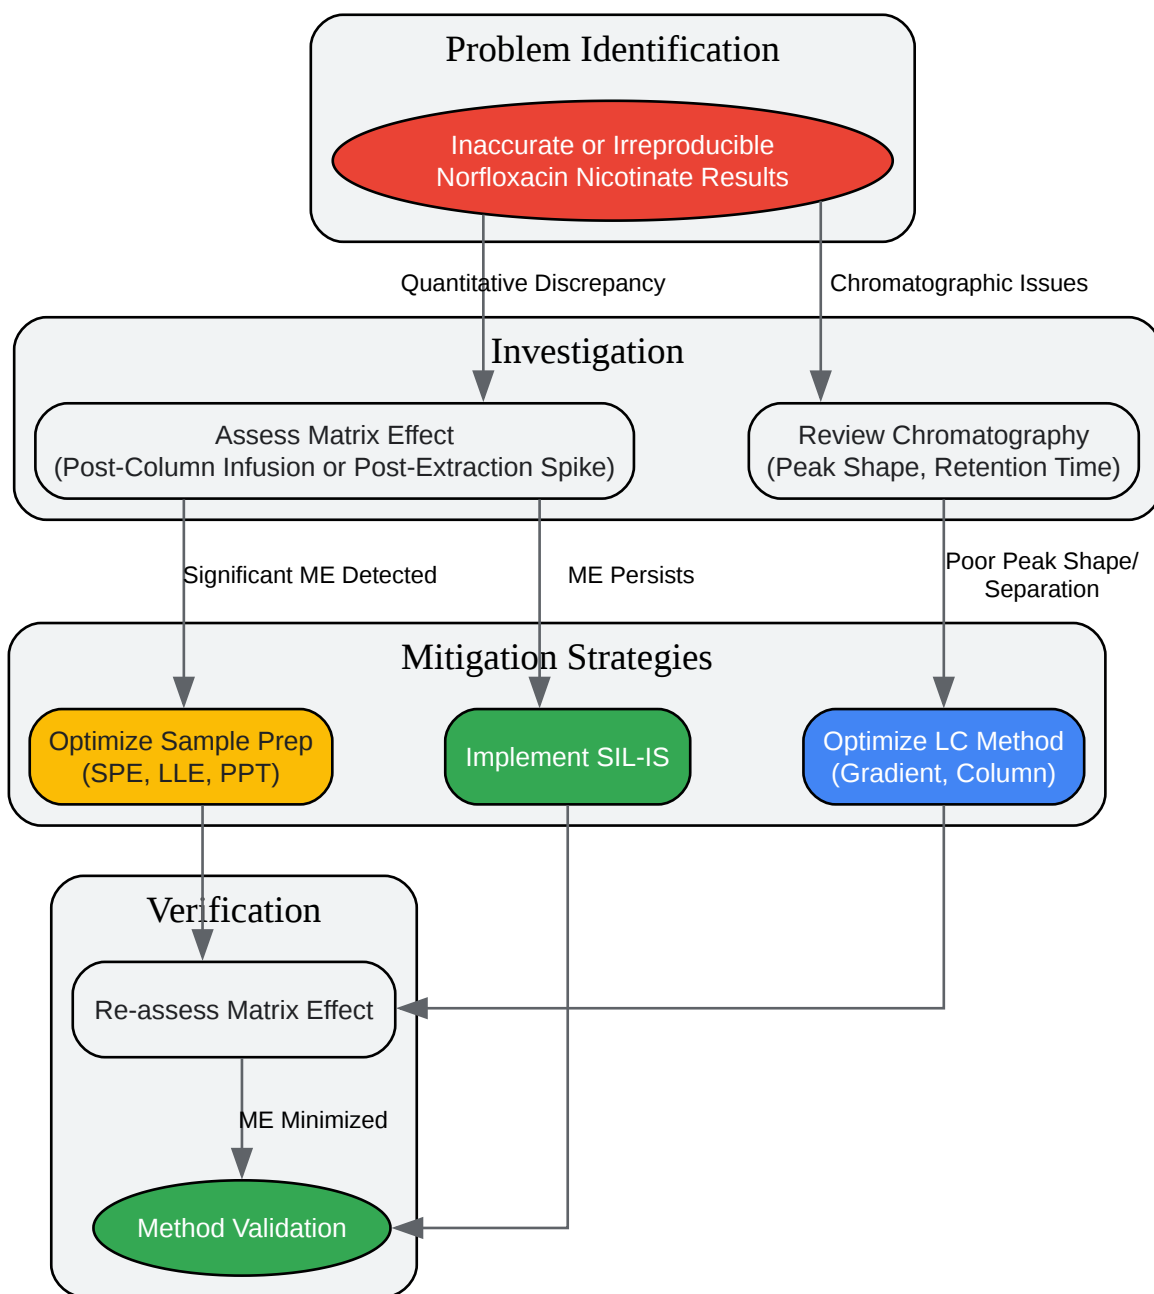 Problem Identification
Inaccurate or Irreproducible
Norfloxacin Nicotinate Results
Quantitative Discrepancy
Chromatographic Issues
Investigation
Assess Matrix Effect
(Post-Column Infusion or Post-Extraction Spike)
Review Chromatography
(Peak Shape, Retention Time)
Significant ME Detected
ME Persists
Poor Peak Shape/
Separation
Mitigation Strategies
Optimize Sample Prep
(SPE, LLE, PPT)
Implement SIL-IS
Optimize LC Method
(Gradient, Column)
Verification
Re-assess Matrix Effect
ME Minimized
Method Validation